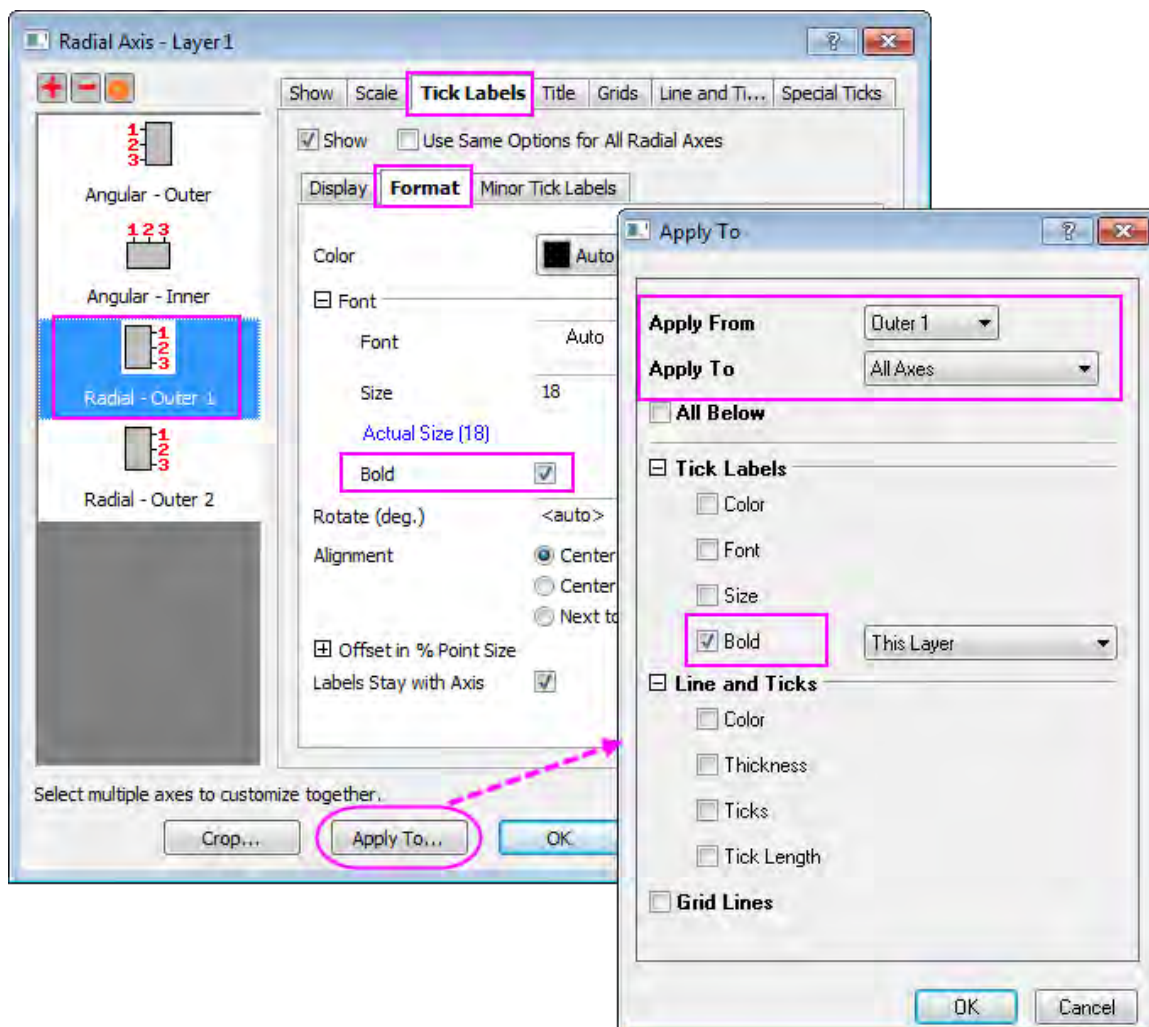 Radial Axis - Layer1
Show Scale Tick Labels Title Grids Line and Ti... Special Ticks
Show Use Same Options for All Radial Axes
1
2
3
Angular - Outer
Display Format Minor Tick Labels
1 2 3
Angular - Inner
Color Auto
Font
Font Auto
1
2
3
Radial - Outer 1
Size 18
Actual Size (18)
Bold
1
2
3
Radial - Outer 2
Rotate (deg.) <auto>
Alignment Center
Center
Next to
Offset in % Point Size
Labels Stay with Axis
Select multiple axes to customize together.
Crop... Apply To... OK
Apply To
Apply From Outer 1
Apply To All Axes
All Below
Tick Labels
Color
Font
Size
Bold This Layer
Line and Ticks
Color
Thickness
Ticks
Tick Length
Grid Lines
OK Cancel